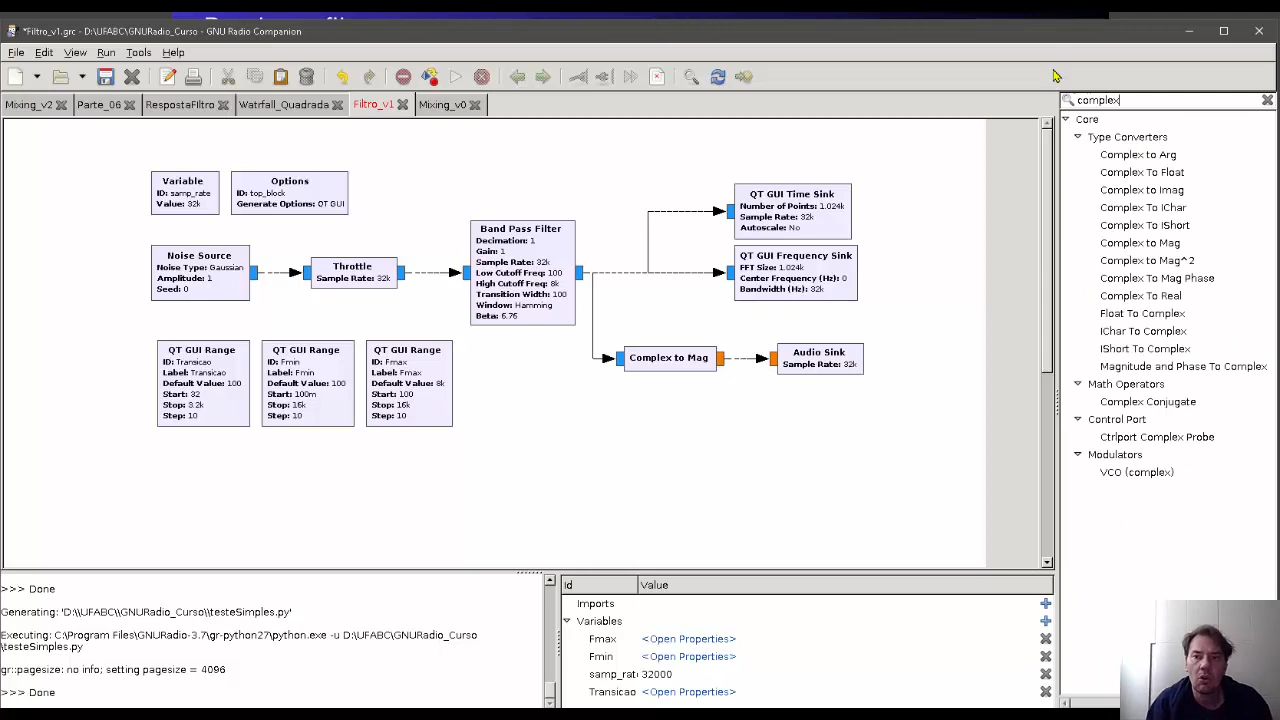 *Filtro_v1.grc - D:\UFABC\GNURadio_Curso - GNU Radio Companion
File Edit View Run Tools Help
Mixing_v2 Parte_06 RespostaFIltro Watrfall_Quadrada Filtro_v1 Mixing_v0
complex
Variable
ID: samp_rate
Value: 32k
Options
ID: top_block
Generate Options: QT GUI
Noise Source
Noise Type: Gaussian
Amplitude: 1
Seed: 0
Throttle
Sample Rate: 32k
Band Pass Filter
Decimation: 1
Gain: 1
Sample Rate: 32k
Low Cutoff Freq: 100
High Cutoff Freq: 8k
Transition Width: 100
Window: Hamming
Beta: 6.76
QT GUI Time Sink
Number of Points: 1.024k
Sample Rate: 32k
Autoscale: No
QT GUI Frequency Sink
FFT Size: 1.024k
Center Frequency (Hz): 0
Bandwidth (Hz): 32k
Complex to Mag
Audio Sink
Sample Rate: 32k
QT GUI Range
ID: Transicao
Label: Transicao
Default Value: 100
Start: 32
Stop: 3.2k
Step: 10
QT GUI Range
ID: Fmin
Label: Fmin
Default Value: 100
Start: 100m
Stop: 16k
Step: 10
QT GUI Range
ID: Fmax
Label: Fmax
Default Value: 8k
Start: 100
Stop: 16k
Step: 10
Core
Type Converters
Complex to Arg
Complex To Float
Complex to Imag
Complex To IChar
Complex To IShort
Complex to Mag
Complex to Mag^2
Complex To Mag Phase
Complex To Real
Float To Complex
IChar To Complex
IShort To Complex
Magnitude and Phase To Complex
Math Operators
Complex Conjugate
Control Port
Ctrlport Complex Probe
Modulators
VCO (complex)
>>> Done
Generating: 'D:\\UFABC\\GNURadio_Curso\\testeSimples.py'
Executing: C:\Program Files\GNURadio-3.7\gr-python27\python.exe -u D:\UFABC\GNURadio_Curso
\testeSimples.py
gr::pagesize: no info; setting pagesize = 4096
>>> Done
Id Value
Imports
Variables
Fmax <Open Properties>
Fmin <Open Properties>
samp_rat 32000
Transicao <Open Properties>